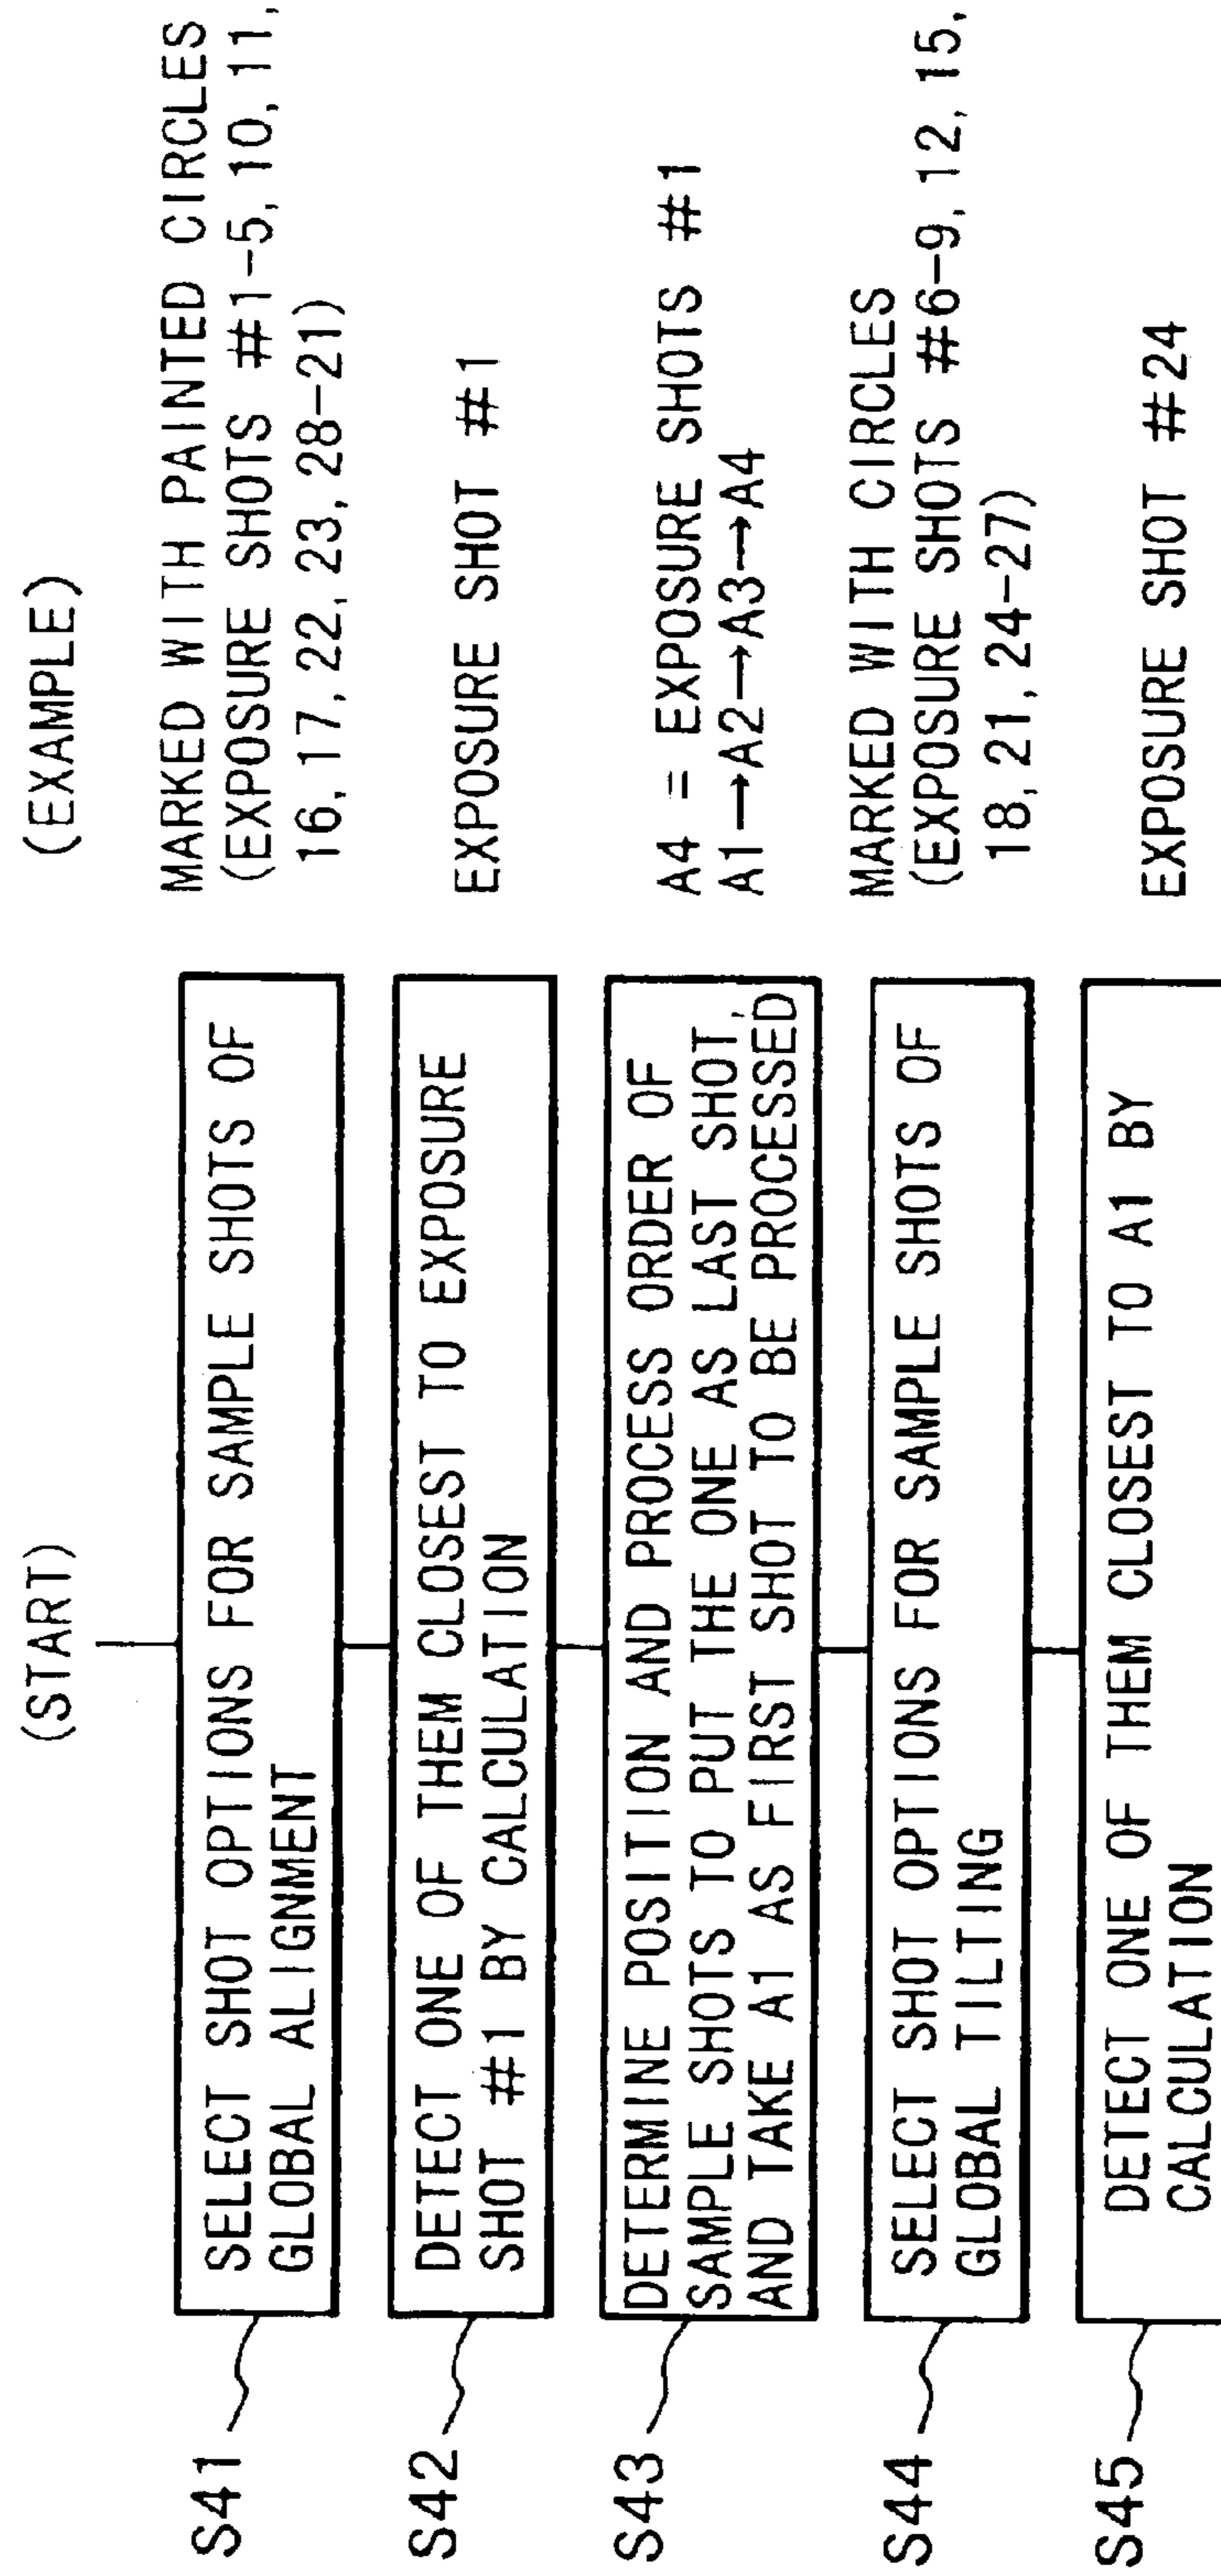 (START)
(EXAMPLE)
S41
SELECT SHOT OPTIONS FOR SAMPLE SHOTS OF
GLOBAL ALIGNMENT
MARKED WITH PAINTED CIRCLES
(EXPOSURE SHOTS #1-5, 10, 11,
16, 17, 22, 23, 28-21)
S42
DETECT ONE OF THEM CLOSEST TO EXPOSURE
SHOT #1 BY CALCULATION
EXPOSURE SHOT #1
S43
DETERMINE POSITION AND PROCESS ORDER OF
SAMPLE SHOTS TO PUT THE ONE AS LAST SHOT,
AND TAKE A1 AS FIRST SHOT TO BE PROCESSED
A4 = EXPOSURE SHOTS #1
A1→A2→A3→A4
S44
SELECT SHOT OPTIONS FOR SAMPLE SHOTS OF
GLOBAL TILTING
MARKED WITH CIRCLES
(EXPOSURE SHOTS #6-9, 12, 15,
18, 21, 24-27)
S45
DETECT ONE OF THEM CLOSEST TO A1 BY
CALCULATION
EXPOSURE SHOT #24